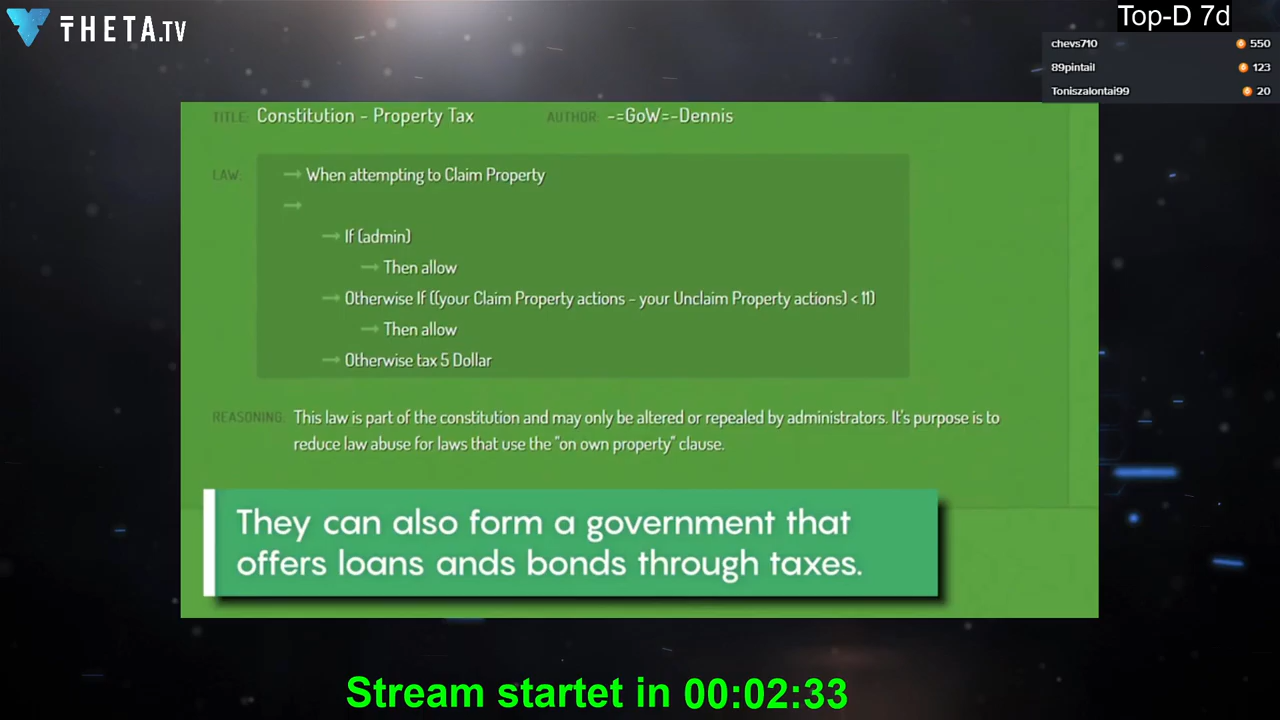 THETA.TV
Top-D 7d
chevs710 550
89pintail 123
Toniszalontai99 20
TITLE: Constitution - Property Tax AUTHOR: -=GoW=-Dennis
LAW: When attempting to Claim Property
If (admin)
Then allow
Otherwise If ((your Claim Property actions - your Unclaim Property actions) < 11)
Then allow
Otherwise tax 5 Dollar
REASONING: This law is part of the constitution and may only be altered or repealed by administrators. It's purpose is to
reduce law abuse for laws that use the "on own property" clause.
They can also form a government that
offers loans ands bonds through taxes.
Stream startet in 00:02:33